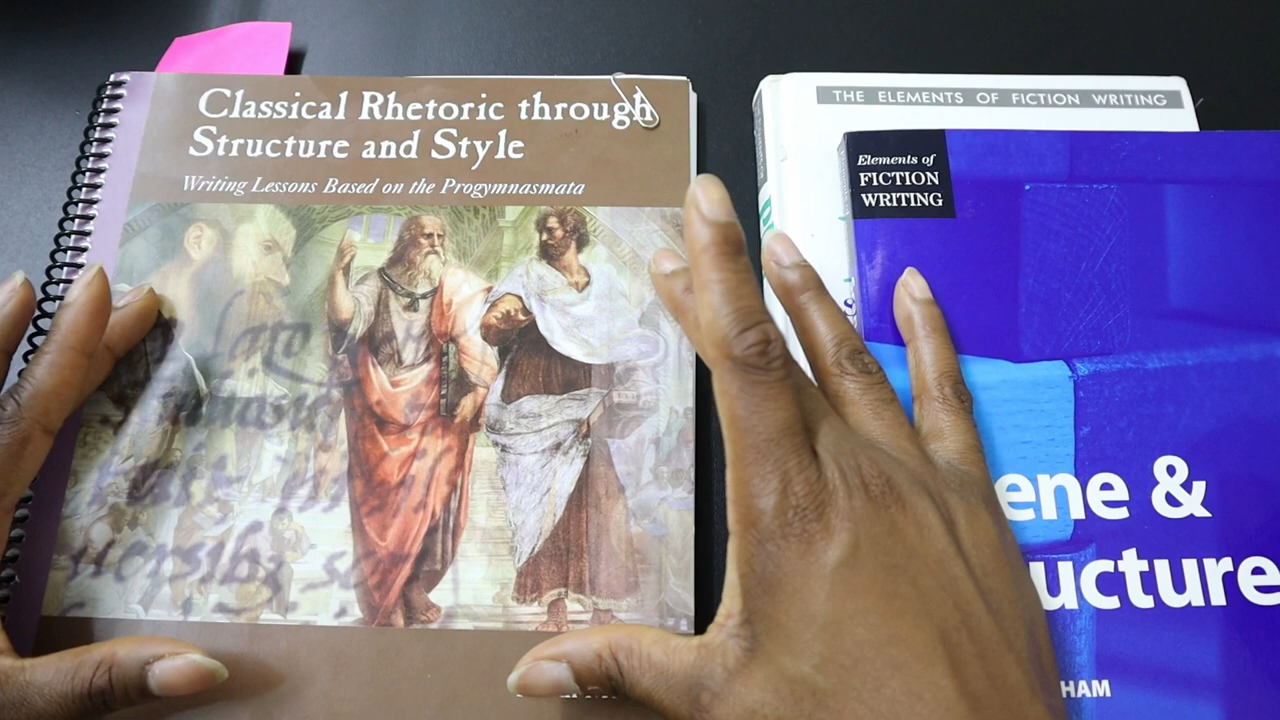 Classical Rhetoric through
Structure and Style
Writing Lessons Based on the Progymnasmata
THE ELEMENTS OF FICTION WRITING
Elements of
FICTION
WRITING
ene &
ucture
HAM